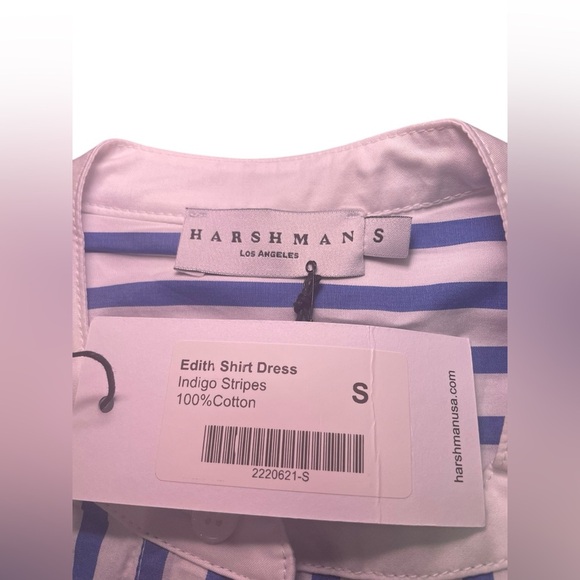 HARSHMAN
LOS ANGELES
S
Edith Shirt Dress
Indigo Stripes
100%Cotton
S
2220621-S
harshmanusa.com